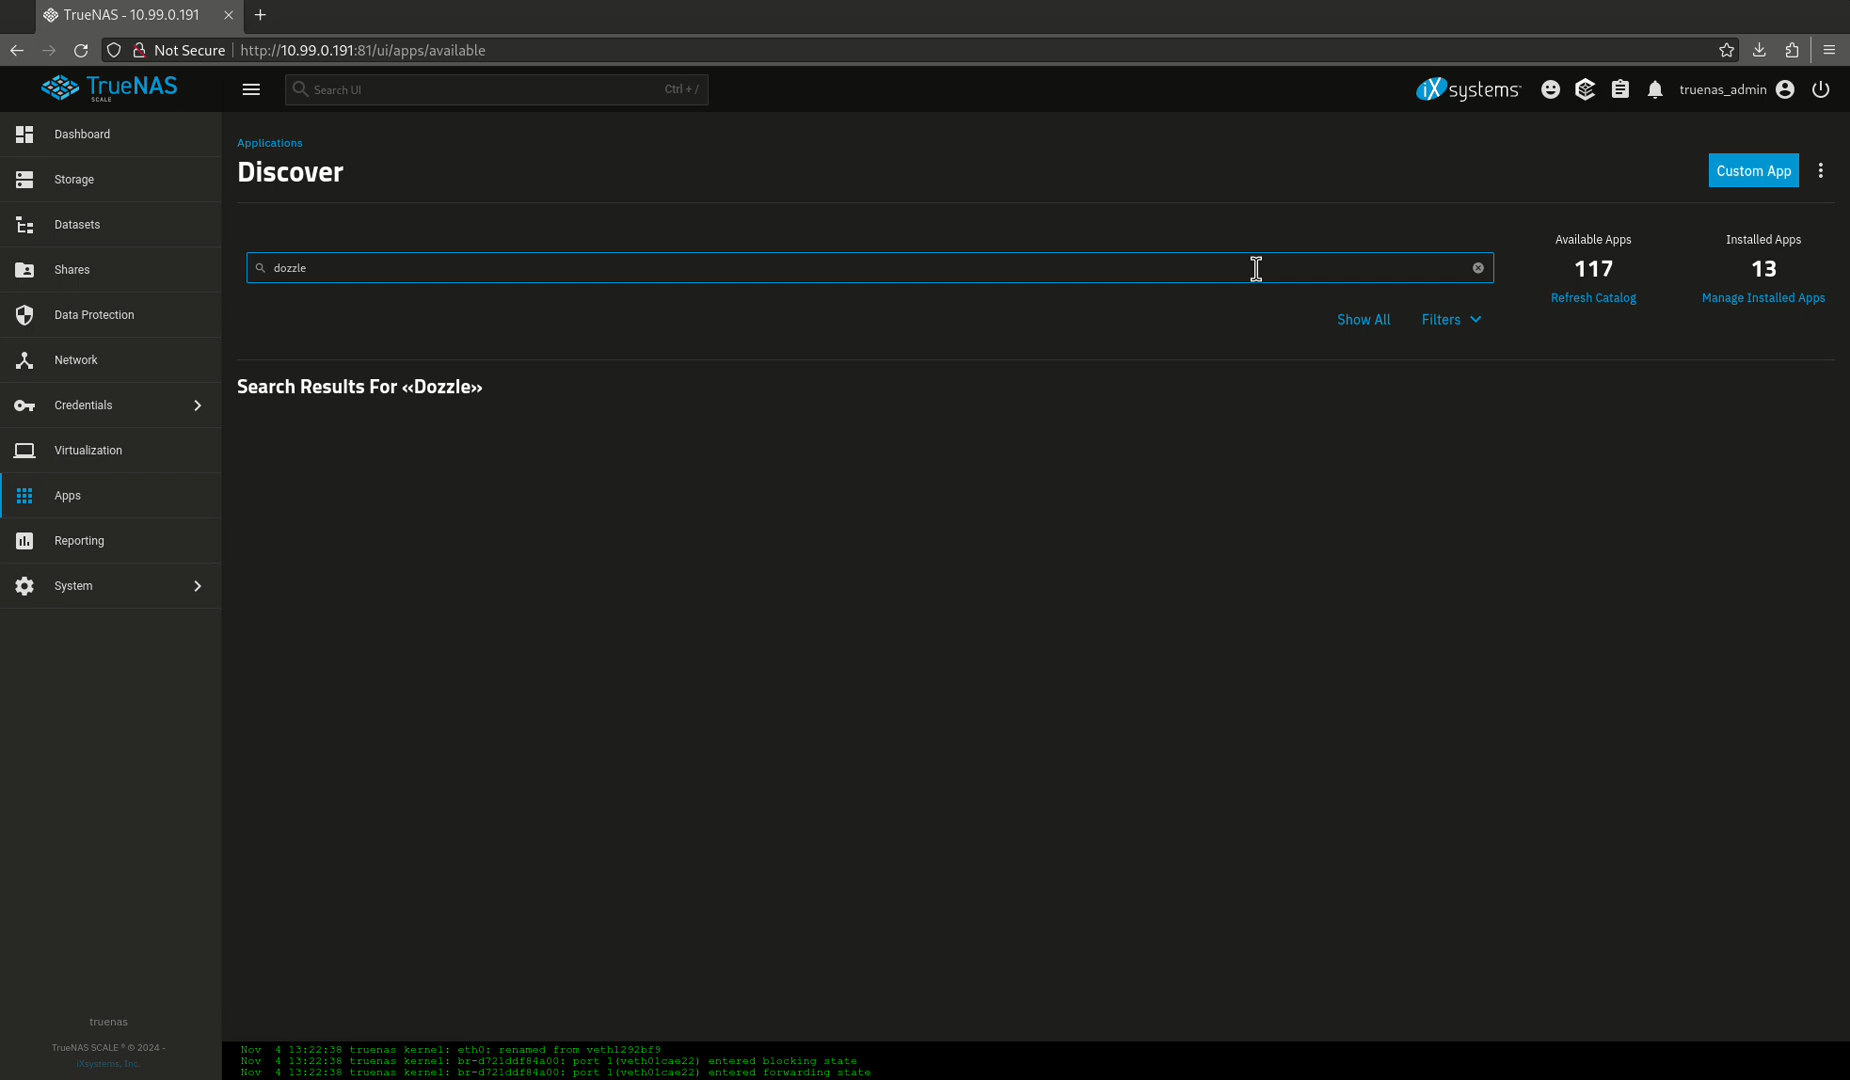 TrueNAS - 10.99.0.191
Not Secure
http://10.99.0.191:81/ui/apps/available
TrueNAS
SCALE
Search UI
Ctrl + /
iXsystems
truenas_admin
Dashboard
Storage
Datasets
Shares
Data Protection
Network
Credentials
Virtualization
Apps
Reporting
System
truenas
TrueNAS SCALE ® © 2024 -
iXsystems, Inc.
Applications
Discover
Custom App
dozzle
Available Apps
117
Refresh Catalog
Installed Apps
13
Manage Installed Apps
Show All
Filters
Search Results For «Dozzle»
Nov  4 13:22:38 truenas kernel: eth0: renamed from veth1292bf9
Nov  4 13:22:38 truenas kernel: br-d721ddf84a00: port 1(veth01cae22) entered blocking state
Nov  4 13:22:38 truenas kernel: br-d721ddf84a00: port 1(veth01cae22) entered forwarding state